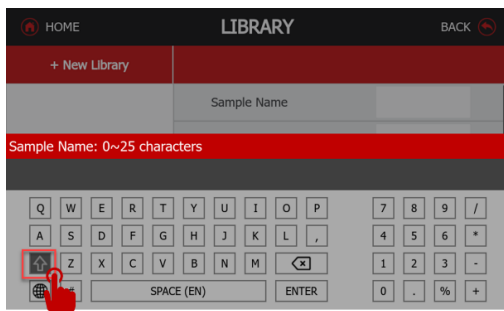 HOME LIBRARY BACK
+ New Library
Sample Name
Sample Name: 0~25 characters
Q W E R T Y U I O P 7 8 9 /
A S D F G H J K L , 4 5 6 *
Z X C V B N M 1 2 3 -
SPACE (EN) ENTER 0 . % +